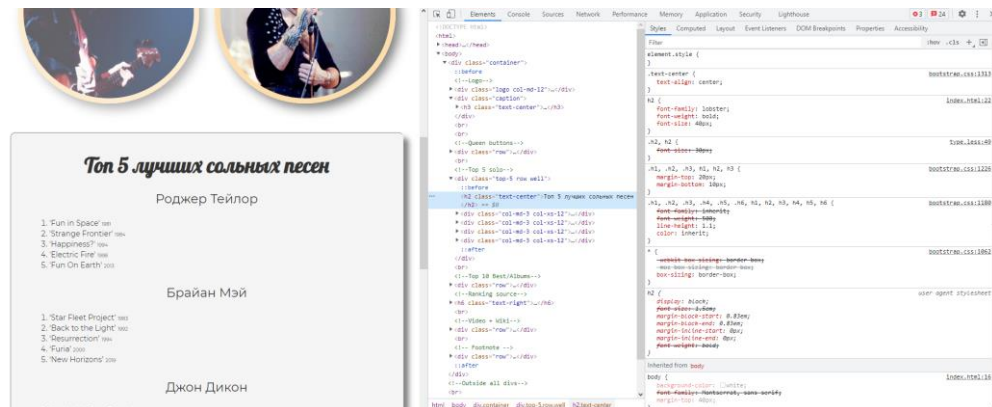 Топ 5 лучших сольных песен
Роджер Тейлор
1. 'Fun in Space' 1981
2. 'Strange Frontier' 1984
3. 'Happiness?' 1994
4. 'Electric Fire' 1998
5. 'Fun On Earth' 2013
Брайан Мэй
1. 'Star Fleet Project' 1983
2. 'Back to the Light' 1992
3. 'Resurrection' 1994
4. 'Furia' 2000
5. 'New Horizons' 2019
Джон Дикон
Elements Console Sources Network Performance Memory Application Security Lighthouse
3 24
<!DOCTYPE html>
<html>
<head>…</head>
<body>
<div class="container">
::before
<!--Logo-->
<div class="logo col-md-12">…</div>
<div class="caption">
<h3 class="text-center">…</h3>
</div>
<br>
<br>
<!--Queen buttons-->
<div class="row">…</div>
<!--Top 5 solo-->
<div class="top-5 row well">
::before
<h2 class="text-center">Топ 5 лучших сольных песен
</h2> == $0
<div class="col-md-3 col-xs-12">…</div>
<div class="col-md-3 col-xs-12">…</div>
<div class="col-md-3 col-xs-12">…</div>
<div class="col-md-3 col-xs-12">…</div>
::after
</div>
<br>
<!--Top 10 Best/Albums-->
<div class="row">…</div>
<!--Ranking source-->
<h6 class="text-right">…</h6>
<br>
<!--Video + Wiki-->
<div class="row">…</div>
<br>
<!-- Footnote -->
<div class="row">…</div>
::after
</div>
<!--Outside all divs-->
<br>
html body div.container div.top-5.row.well h2.text-center
Styles Computed Layout Event Listeners DOM Breakpoints Properties Accessibility
Filter :hov .cls +
element.style {
}
.text-center { bootstrap.css:1313
text-align: center;
}
h2 { index.html:22
font-family: lobster;
font-weight: bold;
font-size: 40px;
}
.h2, h2 { type.less:49
font-size: 30px;
}
.h1, .h2, .h3, h1, h2, h3 { bootstrap.css:1226
margin-top: 20px;
margin-bottom: 10px;
}
.h1, .h2, .h3, .h4, .h5, .h6, h1, h2, h3, h4, h5, h6 { bootstrap.css:1180
font-family: inherit;
font-weight: 500;
line-height: 1.1;
color: inherit;
}
* { bootstrap.css:1062
-webkit-box-sizing: border-box;
-moz-box-sizing: border-box;
box-sizing: border-box;
}
h2 { user agent stylesheet
display: block;
font-size: 1.5em;
margin-block-start: 0.83em;
margin-block-end: 0.83em;
margin-inline-start: 0px;
margin-inline-end: 0px;
font-weight: bold;
}
Inherited from body
body { index.html:16
background-color: white;
font-family: Montserrat, sans-serif;
margin-top: 40px;